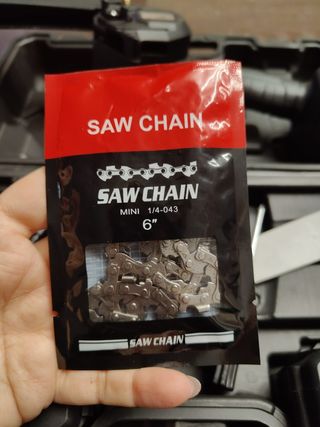 SAW CHAIN
SAW CHAIN
MINI 1/4-043
6"
SAW CHAIN